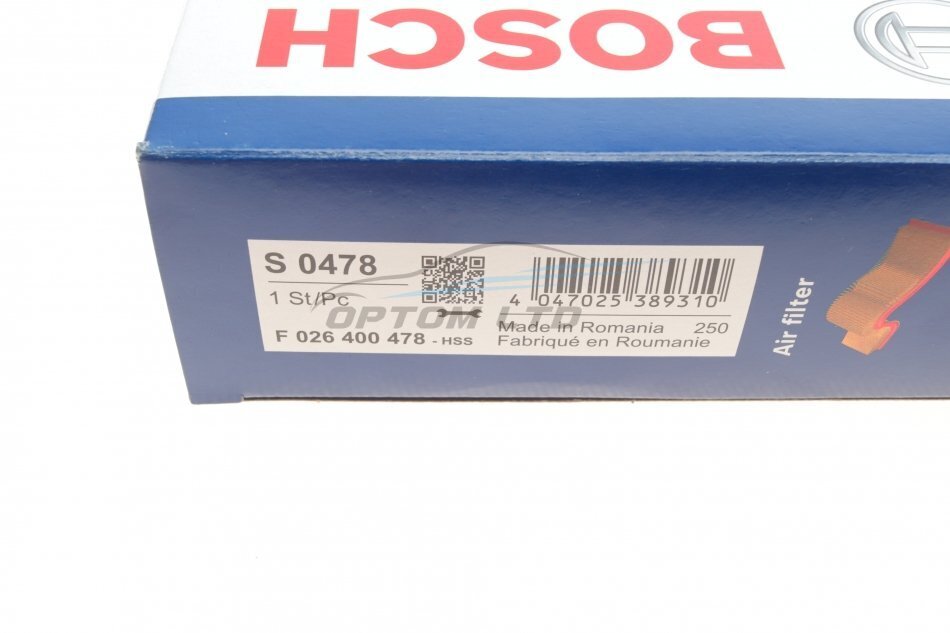 BOSCH
S 0478
1 St/Pc
F 026 400 478 - HSS
4 047025 389310
Made in Romania 250
Fabriqué en Roumanie
Air filter
OPTOM LTD